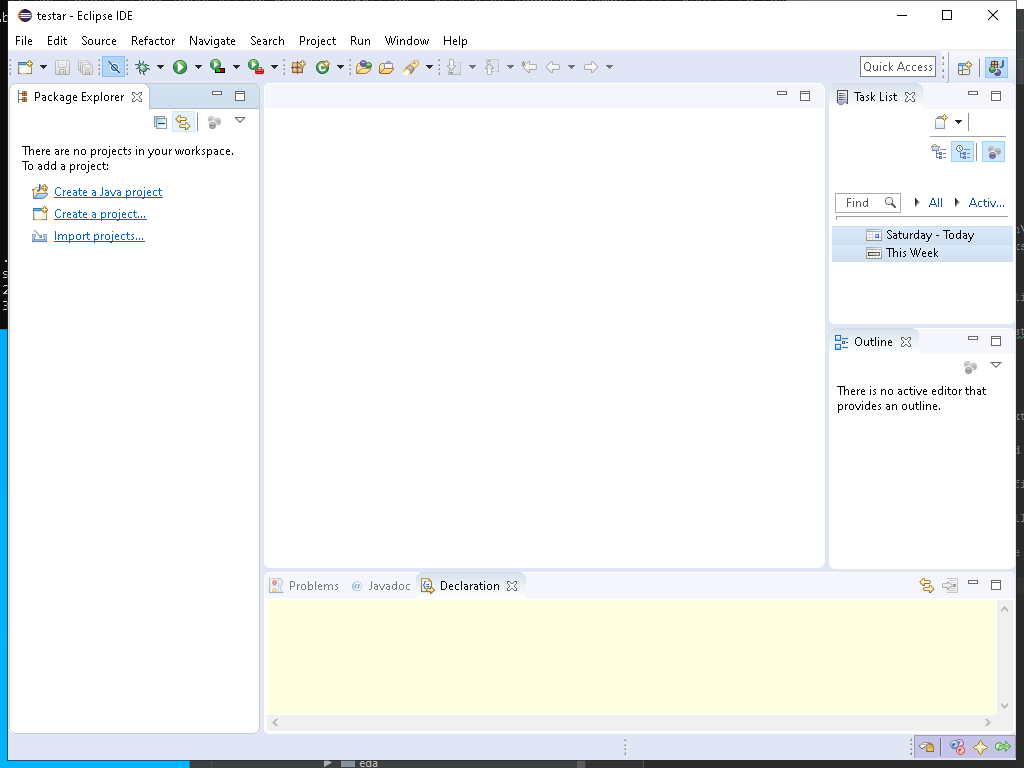 testar - Eclipse IDE
File Edit Source Refactor Navigate Search Project Run Window Help
Quick Access
Package Explorer
Task List
There are no projects in your workspace.
To add a project:
Create a Java project
Create a project...
Import projects...
Find All Activ...
Saturday - Today
This Week
Outline
There is no active editor that
provides an outline.
Problems @ Javadoc Declaration
eda